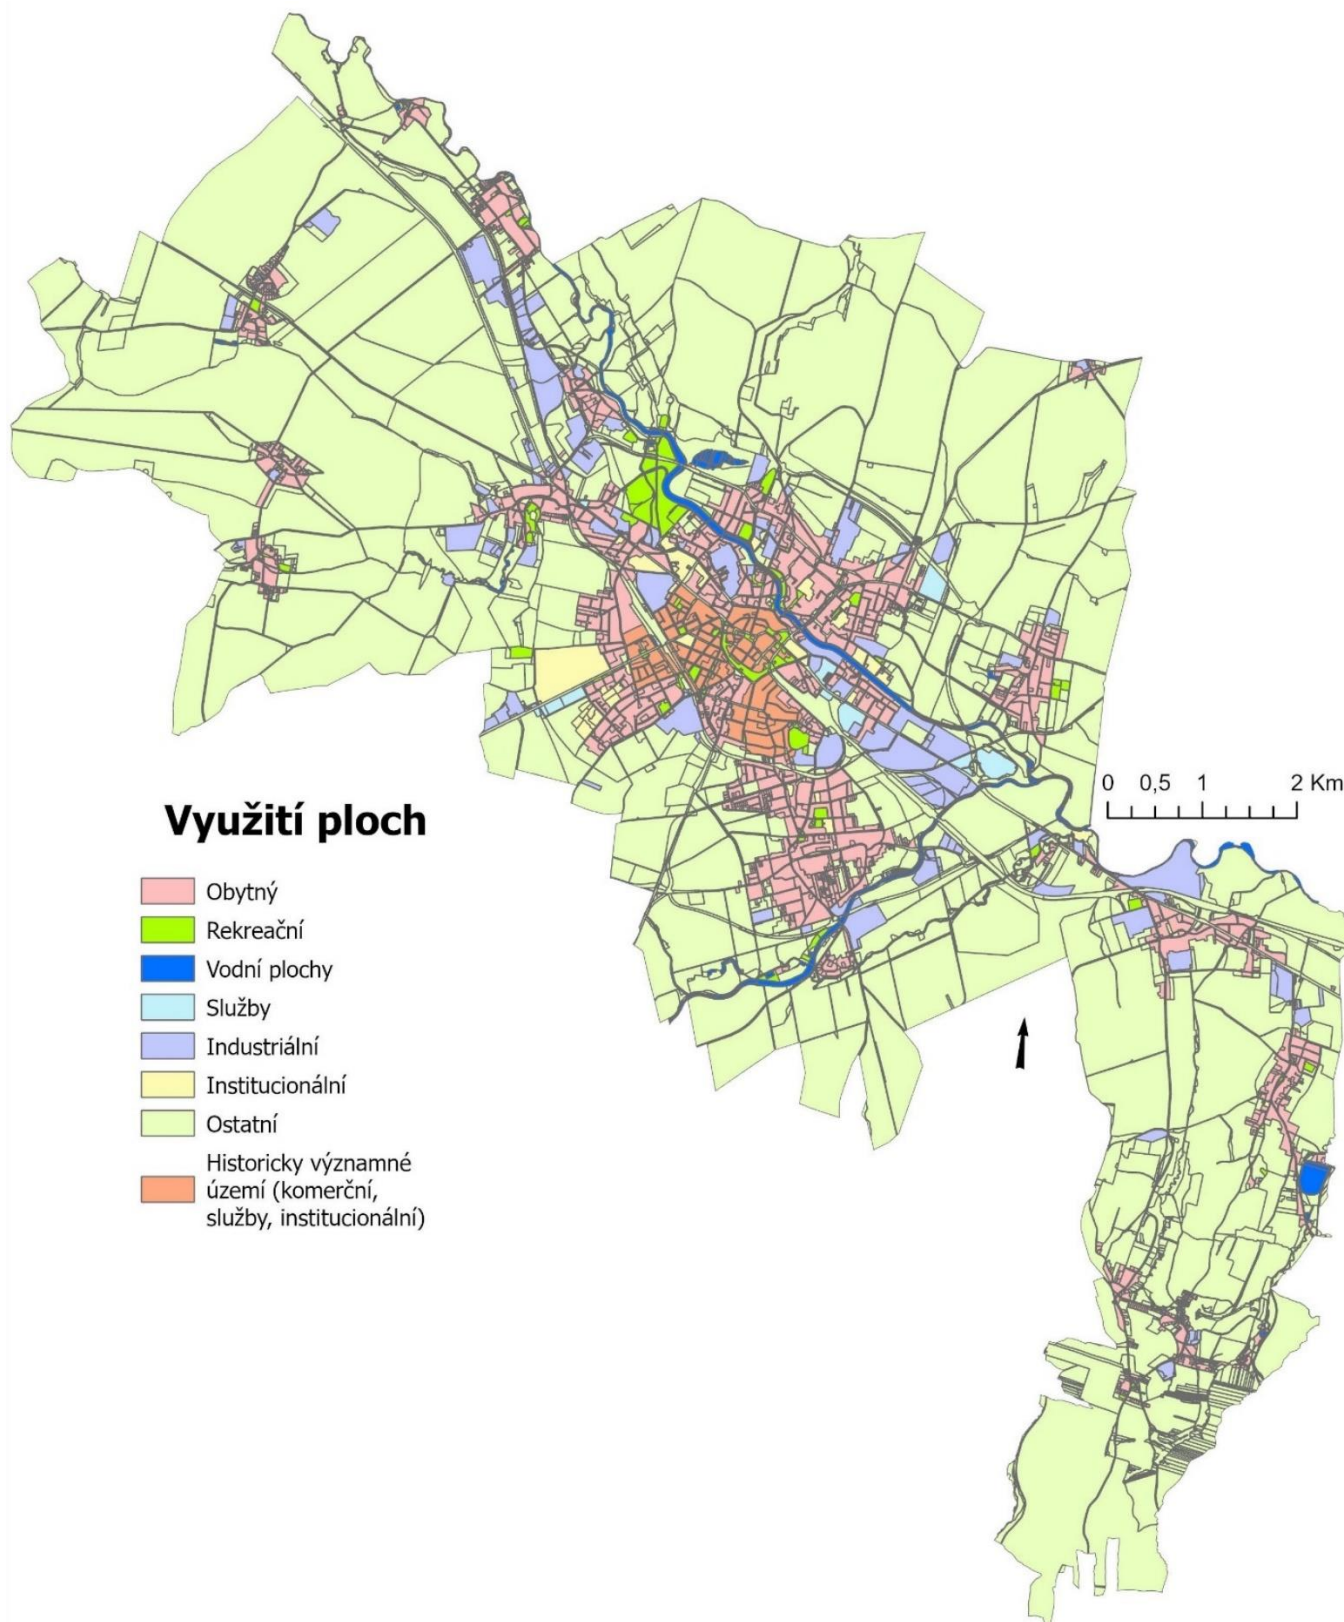 0 0,5 1 2 Km
Využití ploch
Obytný
Rekreační
Vodní plochy
Služby
Industriální
Institucionální
Ostatní
Historicky významné
území (komerční,
služby, institucionální)